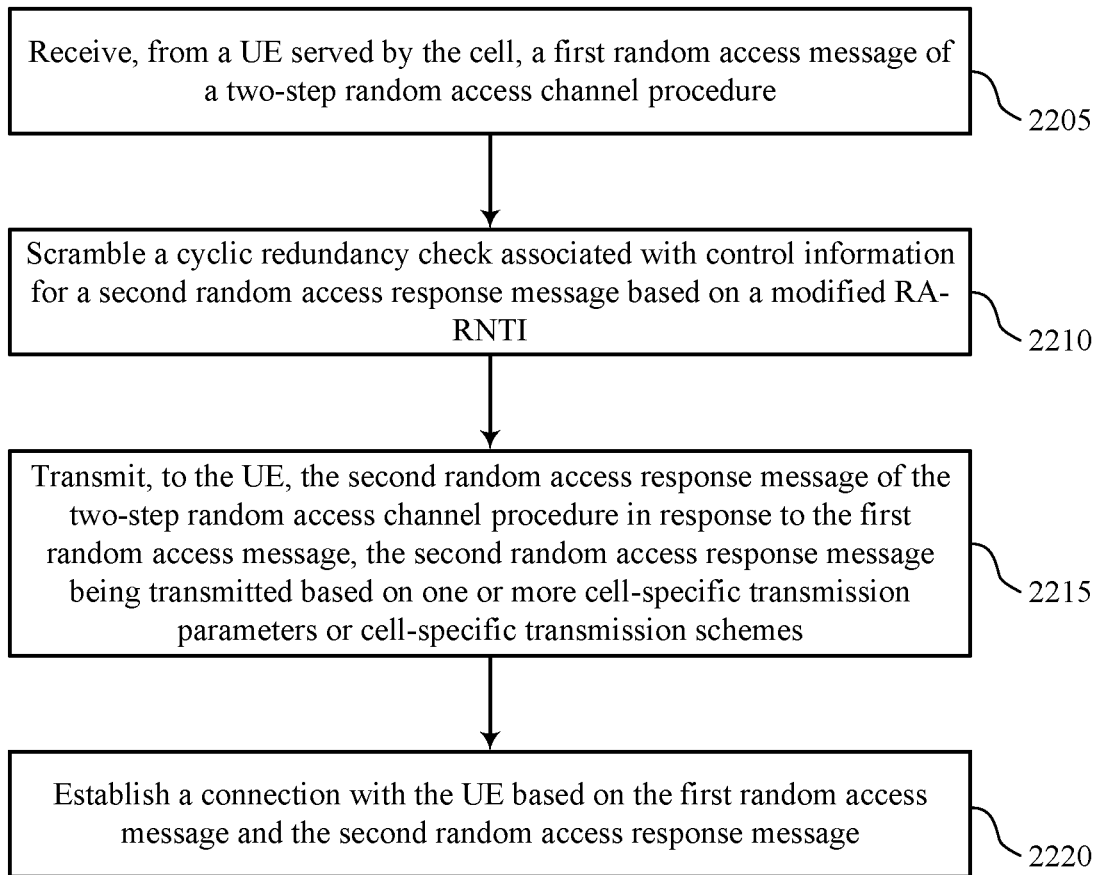 Receive, from a UE served by the cell, a first random access message of
a two-step random access channel procedure
2205
Scramble a cyclic redundancy check associated with control information
for a second random access response message based on a modified RA-
RNTI
2210
Transmit, to the UE, the second random access response message of the
two-step random access channel procedure in response to the first
random access message, the second random access response message
being transmitted based on one or more cell-specific transmission
parameters or cell-specific transmission schemes
2215
Establish a connection with the UE based on the first random access
message and the second random access response message
2220